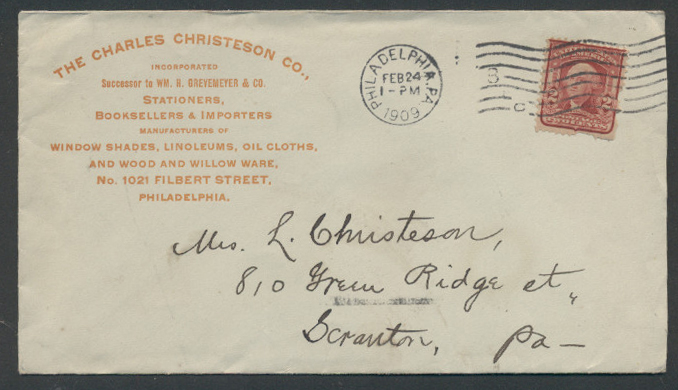 THE CHARLES CHRISTESON CO.,
INCORPORATED
Successor to WM. H. GREVEMEYER & CO.
STATIONERS,
BOOKSELLERS & IMPORTERS
MANUFACTURERS OF
WINDOW SHADES, LINOLEUMS, OIL CLOTHS,
AND WOOD AND WILLOW WARE,
No. 1021 FILBERT STREET,
PHILADELPHIA.
PHILADELPHIA, PA
FEB 24
1 - PM
1909
Mrs. L. Christeson,
810 Green Ridge st,,
Scranton, Pa —